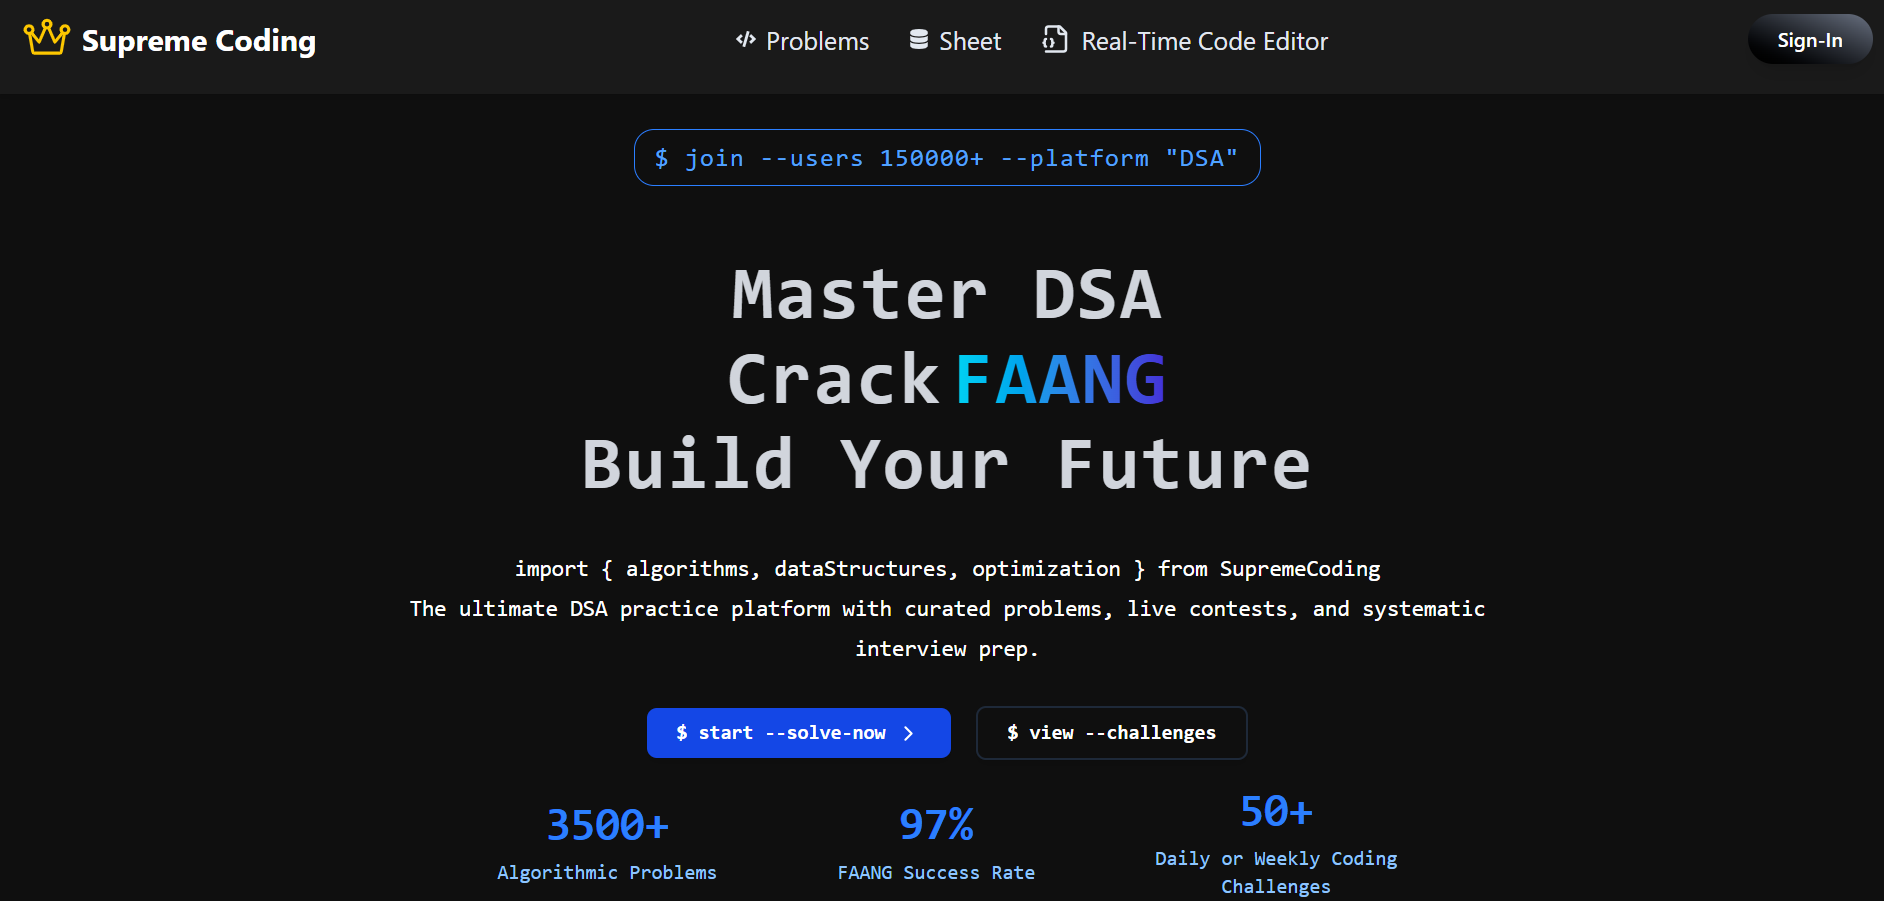 Supreme Coding
Problems
Sheet
Real-Time Code Editor
Sign-In
$ join --users 150000+ --platform "DSA"
Master DSA
Crack FAANG
Build Your Future
import { algorithms, dataStructures, optimization } from SupremeCoding
The ultimate DSA practice platform with curated problems, live contests, and systematic
interview prep.
$ start --solve-now
$ view --challenges
3500+
Algorithmic Problems
97%
FAANG Success Rate
50+
Daily or Weekly Coding
Challenges